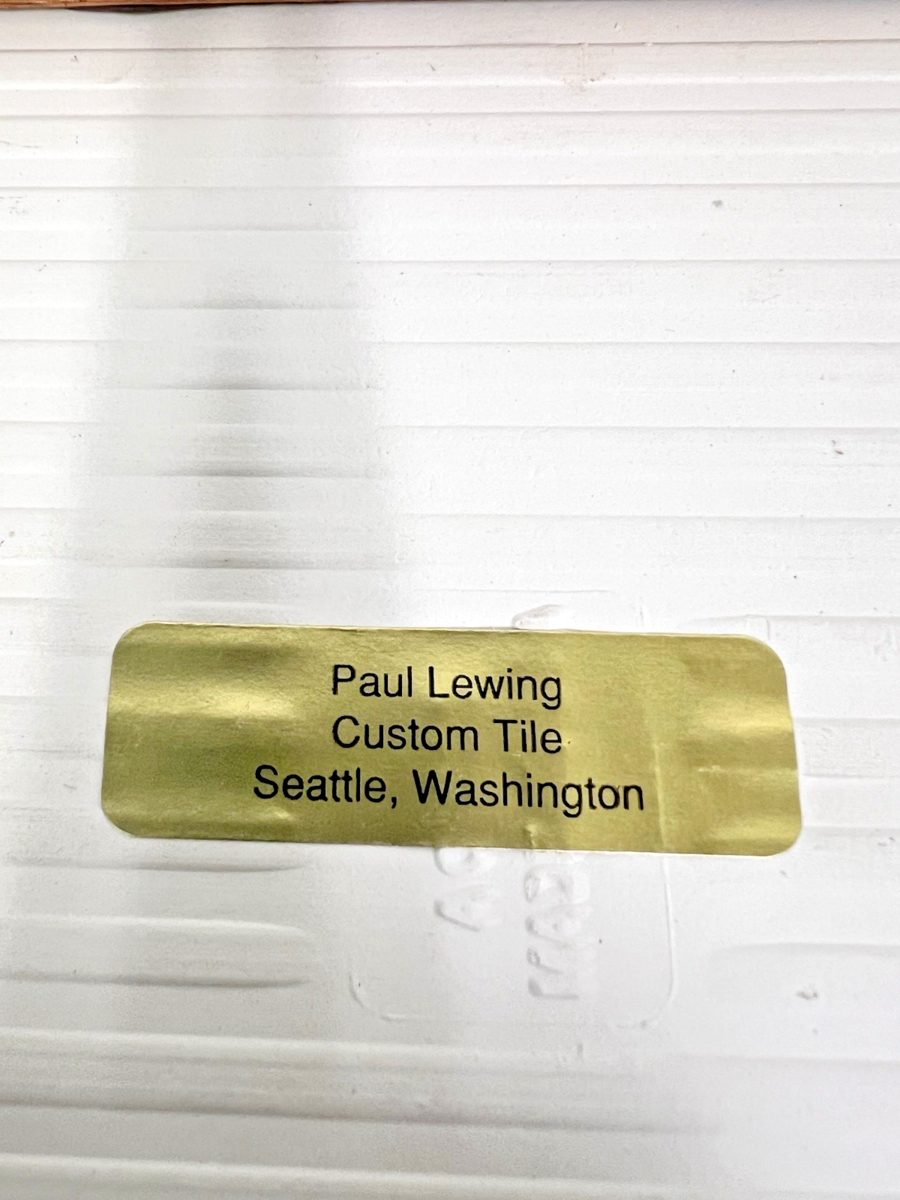 Paul Lewing
Custom Tile
Seattle, Washington